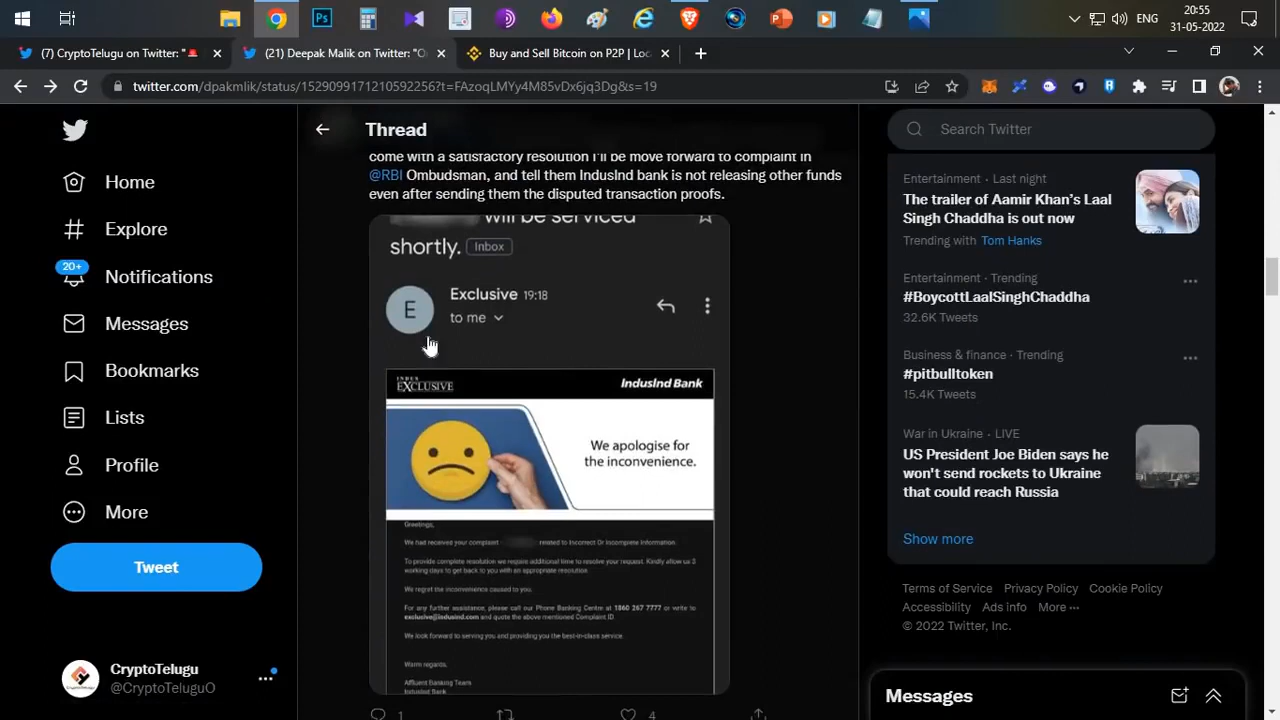 20:55
ENG
31-05-2022
(7) CryptoTelugu on Twitter: "🚨
(21) Deepak Malik on Twitter: "O
Buy and Sell Bitcoin on P2P | Loc
twitter.com/dpakmlik/status/1529099171210592256?t=FAzoqLMYy4M85vDx6jq3Dg&s=19
Thread
come with a satisfactory resolution I'll be move forward to complaint in
@RBI Ombudsman, and tell them IndusInd bank is not releasing other funds
even after sending them the disputed transaction proofs.
will be serviced
shortly. Inbox
E
Exclusive 19:18
to me
INDUS
EXCLUSIVE
IndusInd Bank
We apologise for
the inconvenience.
Greetings,
We had received your complaint related to Incorrect Or Incomplete Information.
To provide complete resolution we require additional time to resolve your request. Kindly allow us 2
working days to get back to you with an appropriate resolution.
We regret the inconvenience caused to you.
For any further assistance, please call our Phone Banking Centre at 1860 267 7777 or write to
exclusive@indusind.com and quote the above mentioned Complaint ID.
We look forward to serving you and providing you the best-in-class service.
Warm regards,
Affluent Banking Team
IndusInd Bank
1
4
Home
Explore
20+
Notifications
Messages
Bookmarks
Lists
Profile
More
Tweet
CryptoTelugu
@CryptoTeluguO
Search Twitter
Entertainment · Last night
The trailer of Aamir Khan's Laal
Singh Chaddha is out now
Trending with Tom Hanks
Entertainment · Trending
#BoycottLaalSinghChaddha
32.6K Tweets
Business & finance · Trending
#pitbulltoken
15.4K Tweets
War in Ukraine · LIVE
US President Joe Biden says he
won't send rockets to Ukraine
that could reach Russia
Show more
Terms of Service Privacy Policy Cookie Policy
Accessibility Ads info More ···
© 2022 Twitter, Inc.
Messages